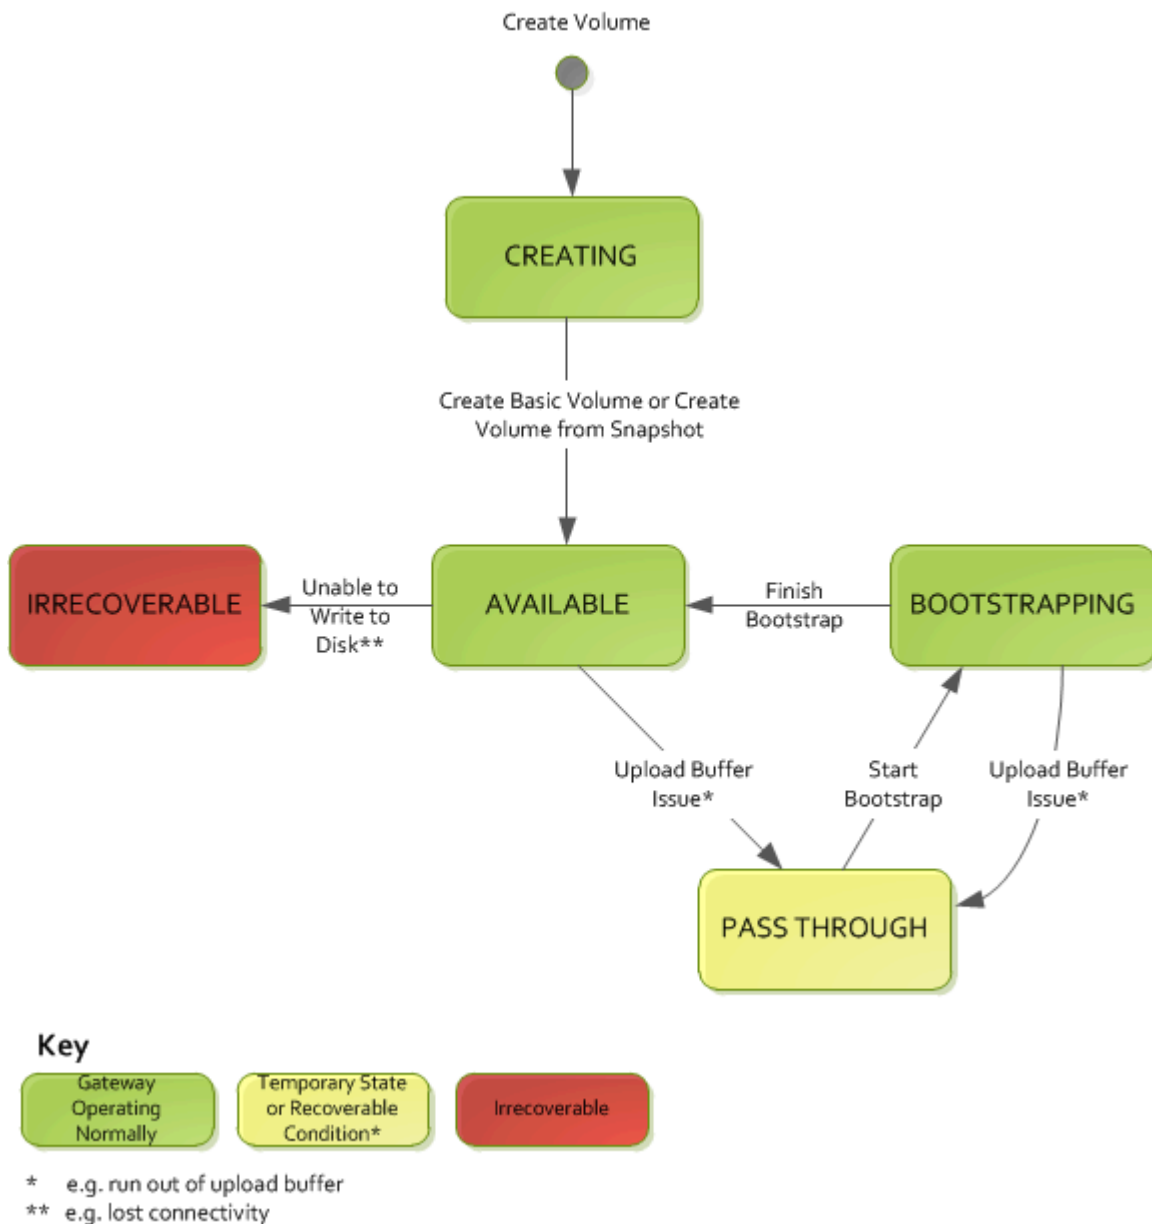 Create Volume
CREATING
Create Basic Volume or Create
Volume from Snapshot
IRRECOVERABLE
Unable to
Write to
Disk**
AVAILABLE
Finish
Bootstrap
BOOTSTRAPPING
Upload Buffer
Issue*
Start
Bootstrap
Upload Buffer
Issue*
PASS THROUGH
Key
Gateway
Operating
Normally
Temporary State
or Recoverable
Condition*
Irrecoverable
* e.g. run out of upload buffer
** e.g. lost connectivity